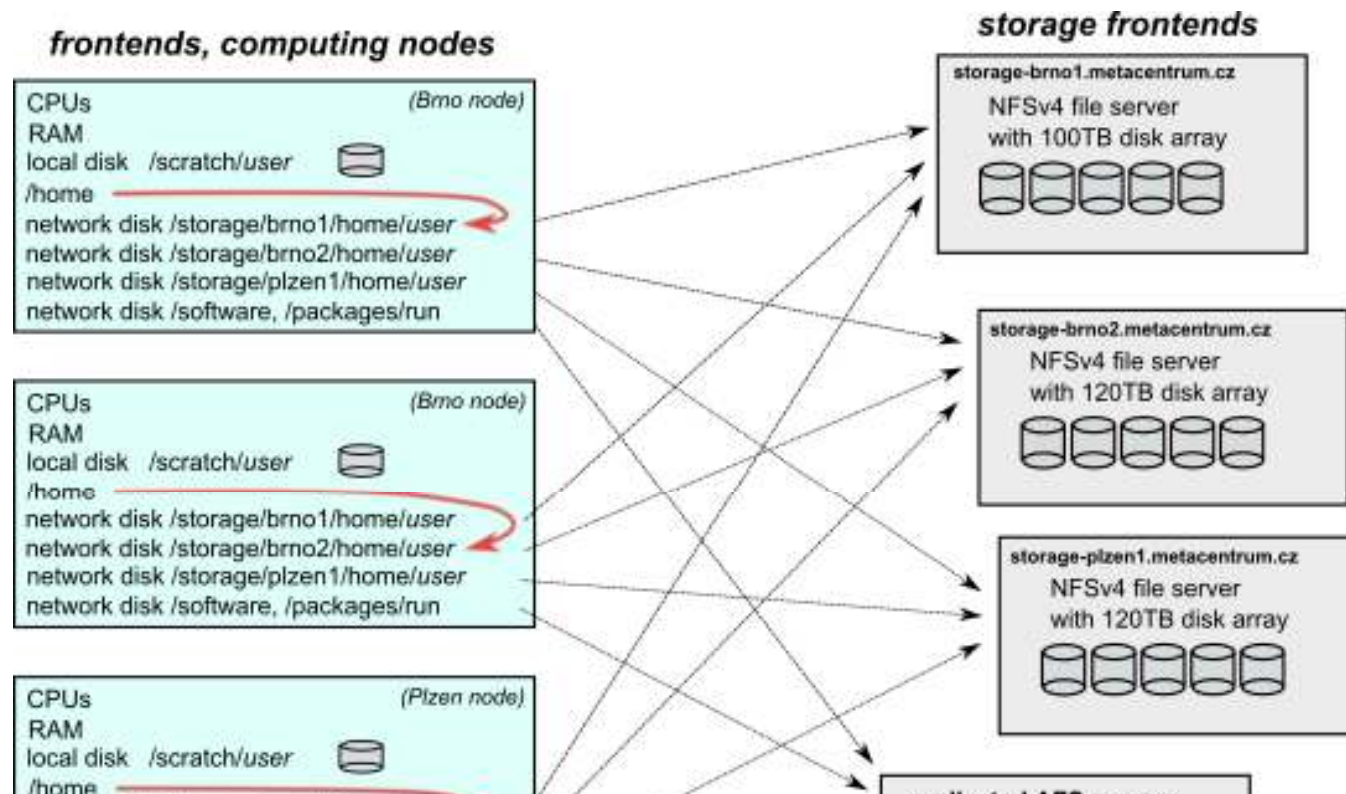 frontends, computing nodes
CPUs (Brno node)
RAM
local disk /scratch/user
/home
network disk /storage/brno1/home/user
network disk /storage/brno2/home/user
network disk /storage/plzen1/home/user
network disk /software, /packages/run
CPUs (Brno node)
RAM
local disk /scratch/user
/home
network disk /storage/brno1/home/user
network disk /storage/brno2/home/user
network disk /storage/plzen1/home/user
network disk /software, /packages/run
CPUs (Plzen node)
RAM
local disk /scratch/user
/home
storage frontends
storage-brno1.metacentrum.cz
NFSv4 file server
with 100TB disk array
storage-brno2.metacentrum.cz
NFSv4 file server
with 120TB disk array
storage-plzen1.metacentrum.cz
NFSv4 file server
with 120TB disk array